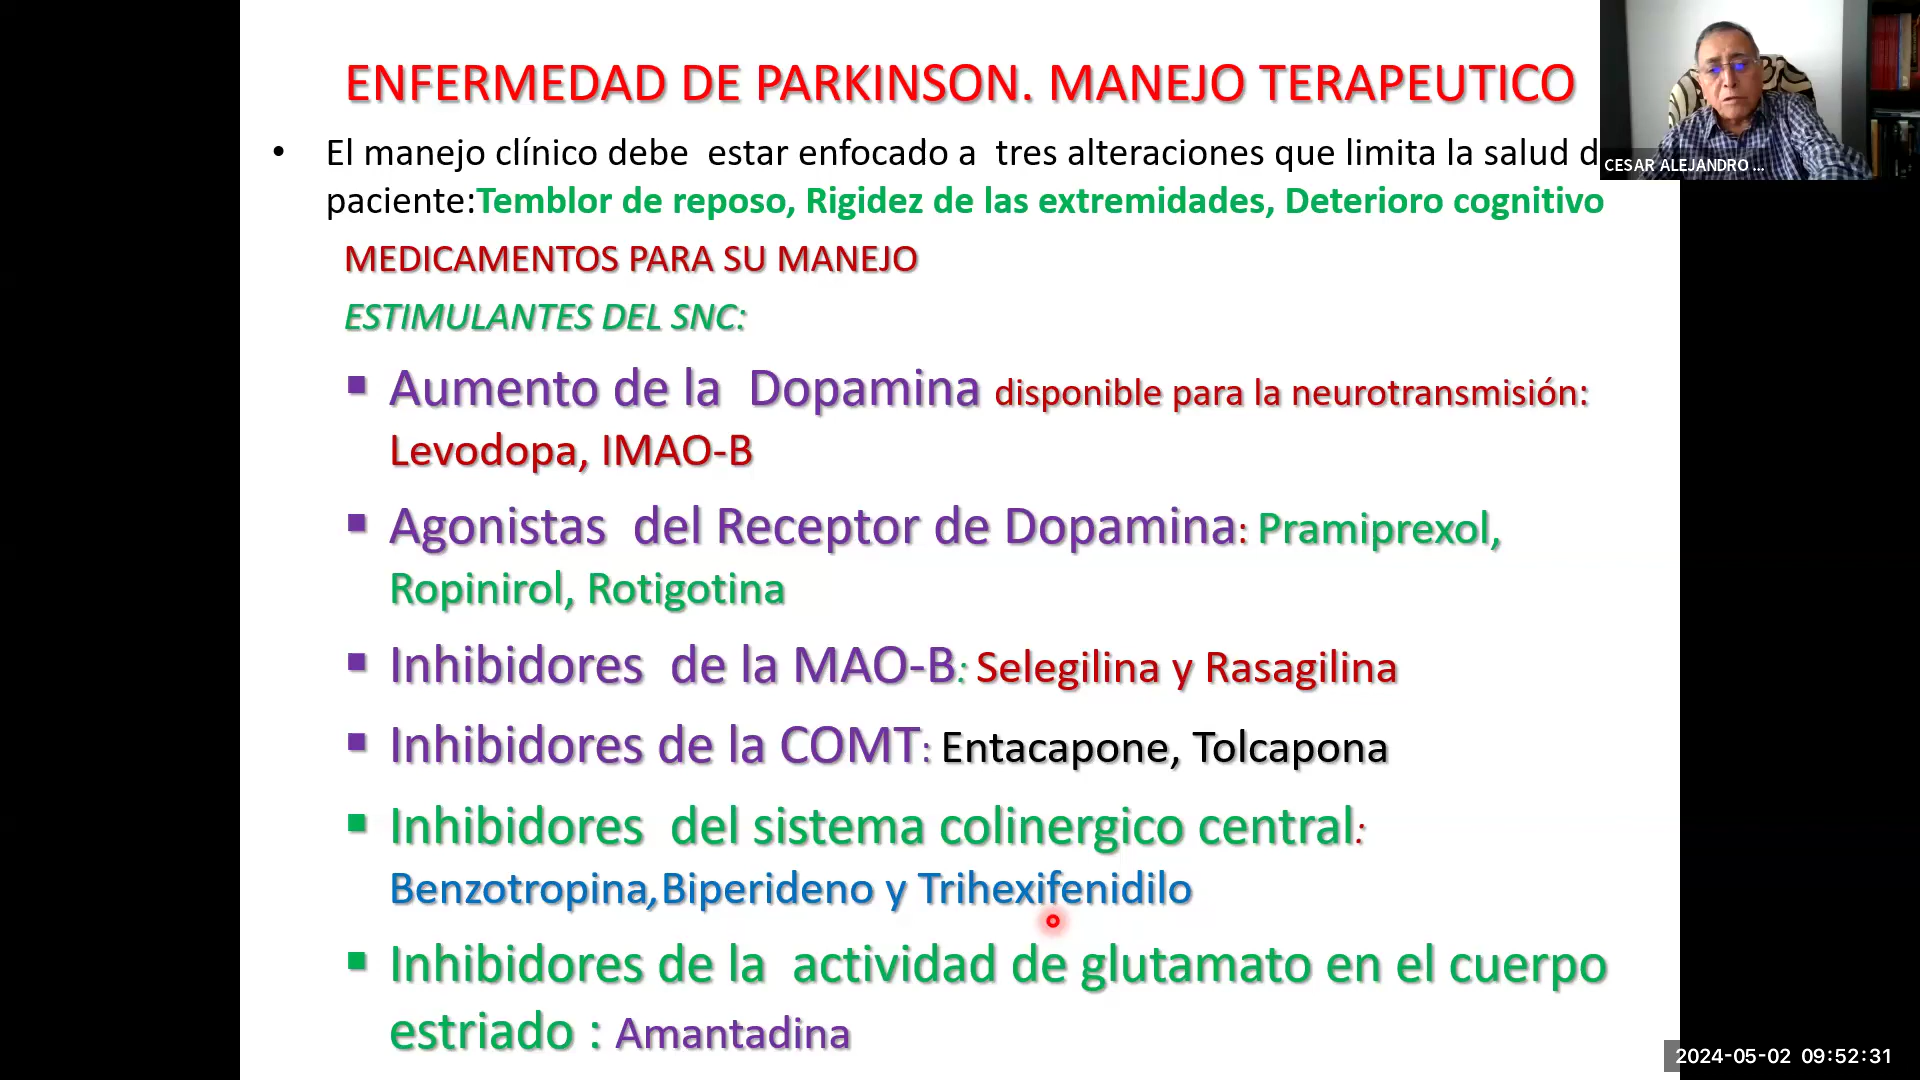 ENFERMEDAD DE PARKINSON. MANEJO TERAPEUTICO
• El manejo clínico debe estar enfocado a tres alteraciones que limita la salud d
paciente:Temblor de reposo, Rigidez de las extremidades, Deterioro cognitivo
MEDICAMENTOS PARA SU MANEJO
ESTIMULANTES DEL SNC:
▪ Aumento de la Dopamina disponible para la neurotransmisión:
Levodopa, IMAO-B
▪ Agonistas del Receptor de Dopamina: Pramiprexol,
Ropinirol, Rotigotina
▪ Inhibidores de la MAO-B: Selegilina y Rasagilina
▪ Inhibidores de la COMT: Entacapone, Tolcapona
▪ Inhibidores del sistema colinergico central:
Benzotropina,Biperideno y Trihexifenidilo
▪ Inhibidores de la actividad de glutamato en el cuerpo
estriado : Amantadina
CESAR ALEJANDRO ...
2024-05-02 09:52:31